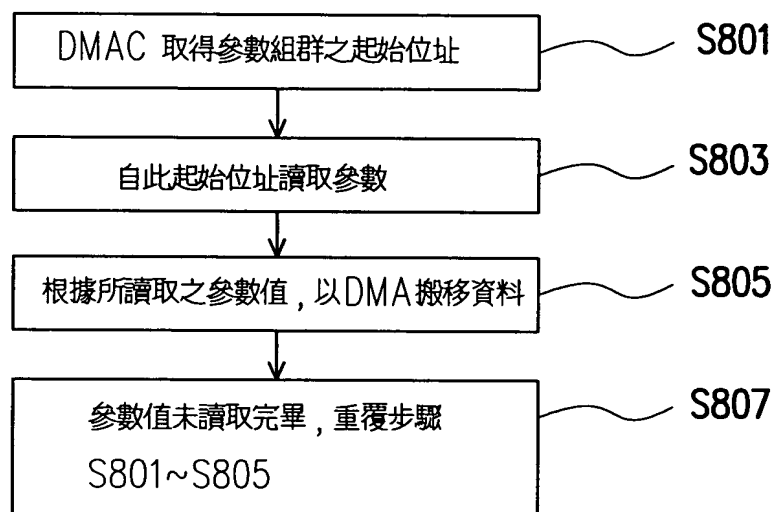 DMAC 取得參數組群之起始位址
S801
自此起始位址讀取參數
S803
根據所讀取之參數值,以DMA搬移資料
S805
參數值未讀取完畢,重覆步驟
S801~S805
S807